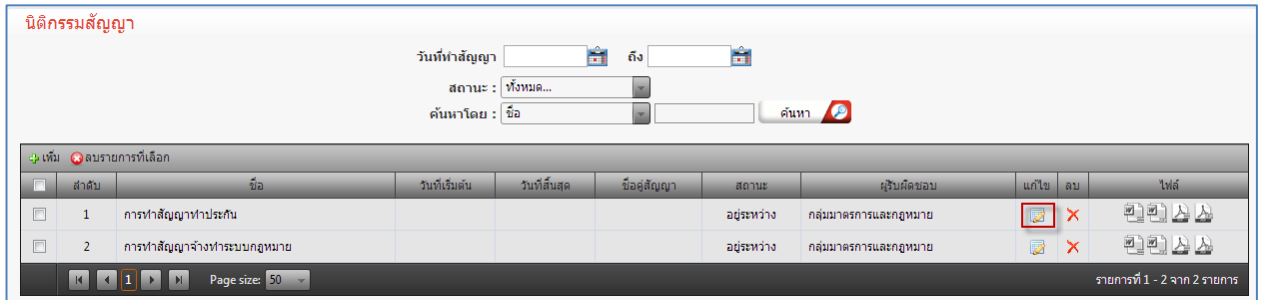 นิติกรรมสัญญา
วันที่ทำสัญญา ถึง
สถานะ : ทั้งหมด...
ค้นหาโดย : ชื่อ ค้นหา
เพิ่ม ลบรายการที่เลือก
ลำดับ ชื่อ วันที่เริ่มต้น วันที่สิ้นสุด ชื่อคู่สัญญา สถานะ ผู้รับผิดชอบ แก้ไข ลบ ไฟล์
1 การทำสัญญาทำประกัน อยู่ระหว่าง กลุ่มมาตรการและกฎหมาย
2 การทำสัญญาจ้างทำระบบกฎหมาย อยู่ระหว่าง กลุ่มมาตรการและกฎหมาย
1 Page size: 50 รายการที่ 1 - 2 จาก 2 รายการ